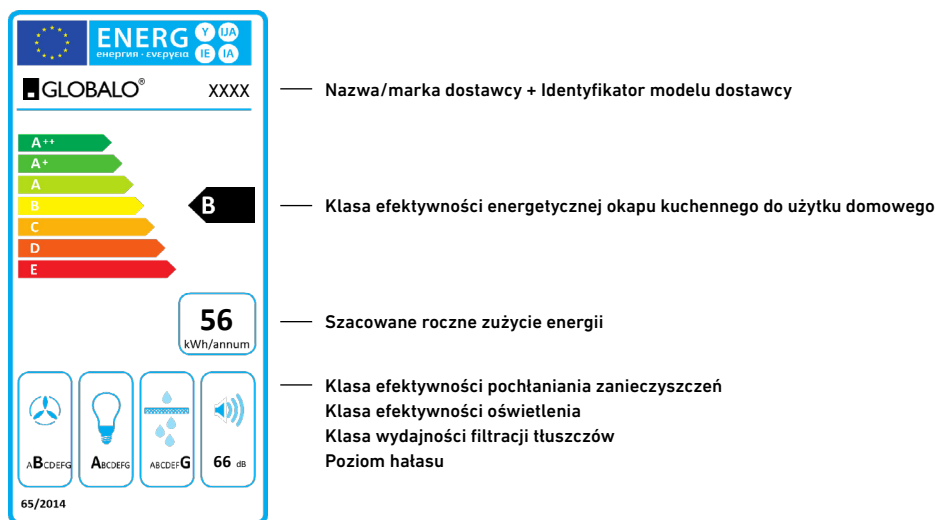 ENERG Y IJA
енергия · ενεργεια IE IA
GLOBALO® XXXX
Nazwa/marka dostawcy + Identyfikator modelu dostawcy
A++
A+
A
B
C
D
E
B
Klasa efektywności energetycznej okapu kuchennego do użytku domowego
56
kWh/annum
Szacowane roczne zużycie energii
Klasa efektywności pochłaniania zanieczyszczeń
Klasa efektywności oświetlenia
Klasa wydajności filtracji tłuszczów
Poziom hałasu
ABCDEFG
ABCDEFG
ABCDEFG
66 dB
65/2014